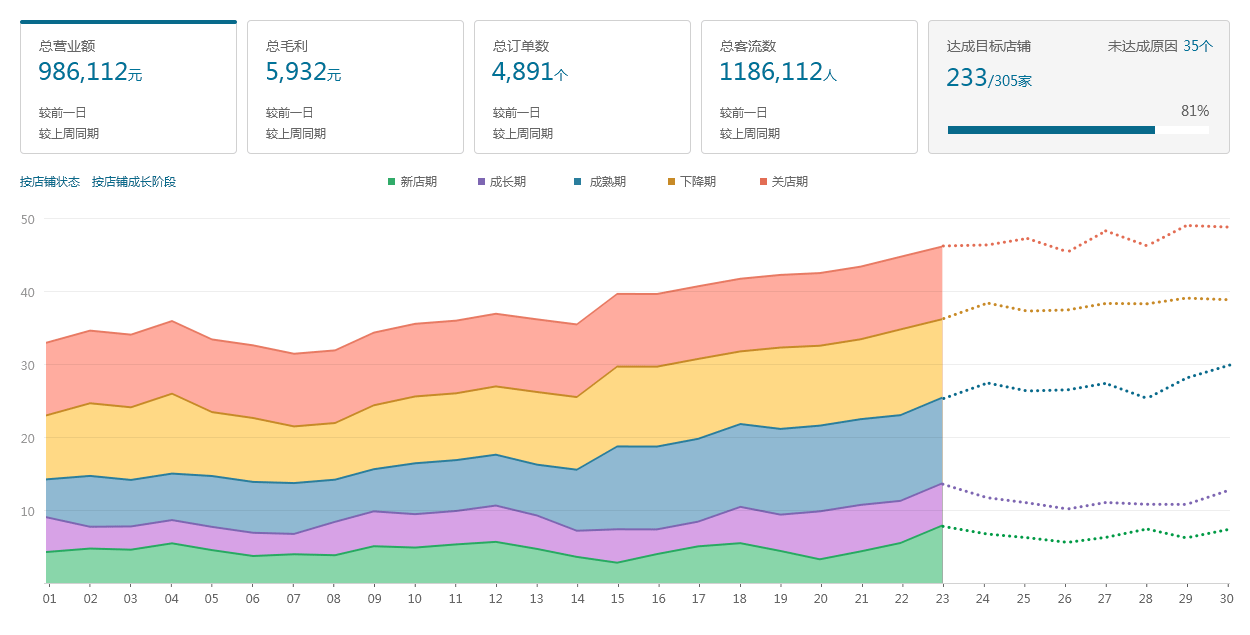 总营业额
986,112元
较前一日
较上周同期
总毛利
5,932元
较前一日
较上周同期
总订单数
4,891个
较前一日
较上周同期
总客流数
1186,112人
较前一日
较上周同期
达成目标店铺 未达成原因 35个
233/305家
81%
按店铺状态 按店铺成长阶段
新店期 成长期 成熟期 下降期 关店期
50
40
30
20
10
01 02 03 04 05 06 07 08 09 10 11 12 13 14 15 16 17 18 19 20 21 22 23 24 25 26 27 28 29 30